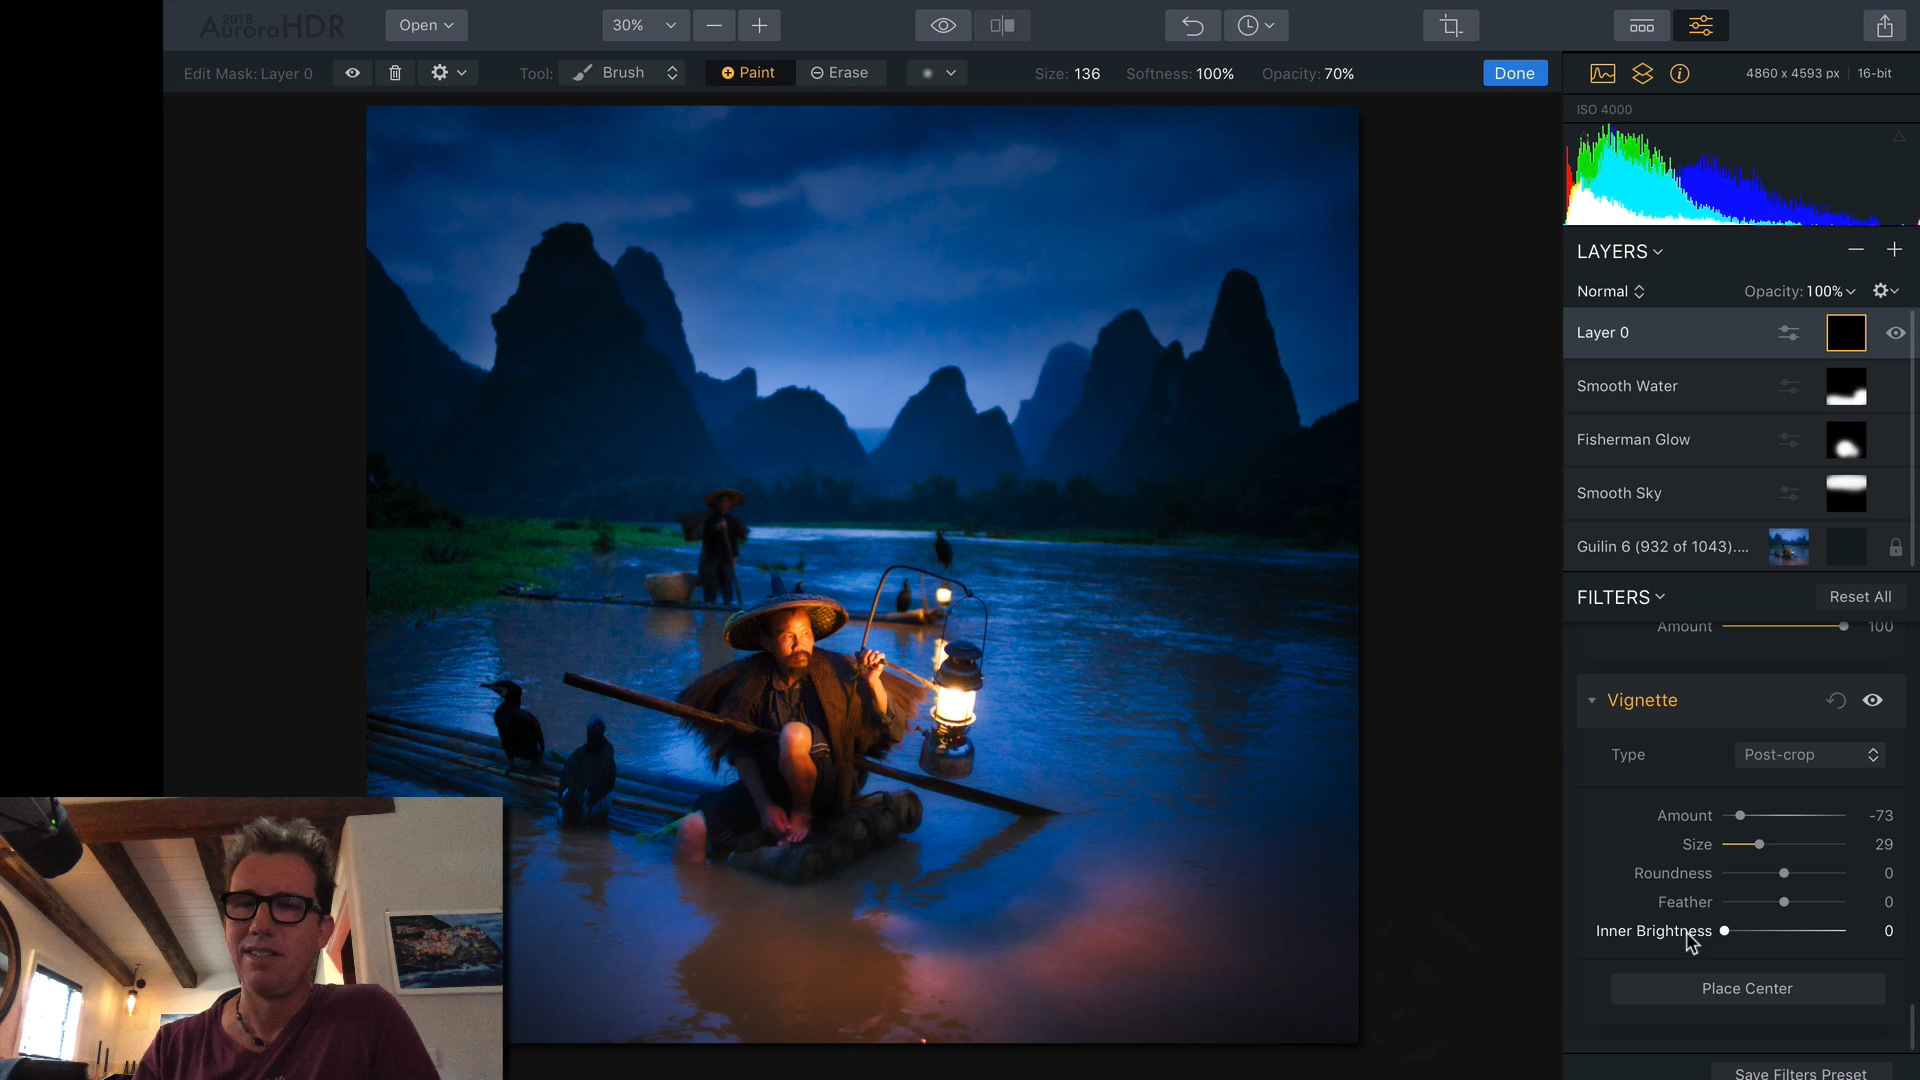 2018
AuroraHDR
Open
30%
Edit Mask: Layer 0
Tool:
Brush
Paint
Erase
Size: 136
Softness: 100%
Opacity: 70%
Done
4860 x 4593 px
16-bit
ISO 4000
LAYERS
Normal
Opacity: 100%
Layer 0
Smooth Water
Fisherman Glow
Smooth Sky
Guilin 6 (932 of 1043)....
FILTERS
Reset All
Amount 100
Vignette
Type
Post-crop
Amount -73
Size 29
Roundness 0
Feather 0
Inner Brightness 0
Place Center
Save Filters Preset